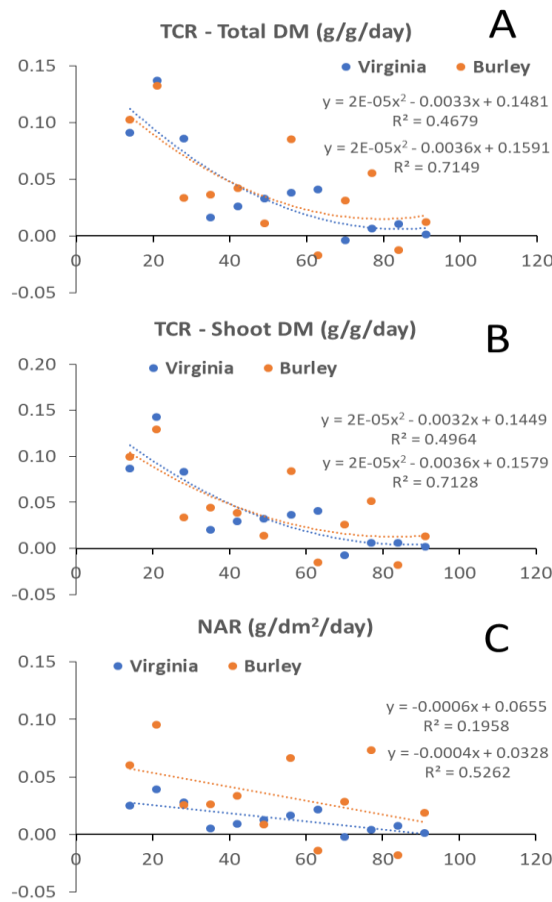 A
TCR - Total DM (g/g/day)
0.15
Virginia Burley
y = 2E-05x² - 0.0033x + 0.1481
R² = 0.4679
0.10
y = 2E-05x² - 0.0036x + 0.1591
R² = 0.7149
0.05
0.00
0 20 40 60 80 100 120
-0.05
TCR - Shoot DM (g/g/day)
B
0.20
Virginia Burley
0.15
y = 2E-05x² - 0.0032x + 0.1449
R² = 0.4964
0.10
y = 2E-05x² - 0.0036x + 0.1579
R² = 0.7128
0.05
0.00
0 20 40 60 80 100 120
-0.05
NAR (g/dm²/day)
C
0.15
Virginia Burley
y = -0.0006x + 0.0655
R² = 0.1958
0.10
y = -0.0004x + 0.0328
R² = 0.5262
0.05
0.00
0 20 40 60 80 100 120
-0.05